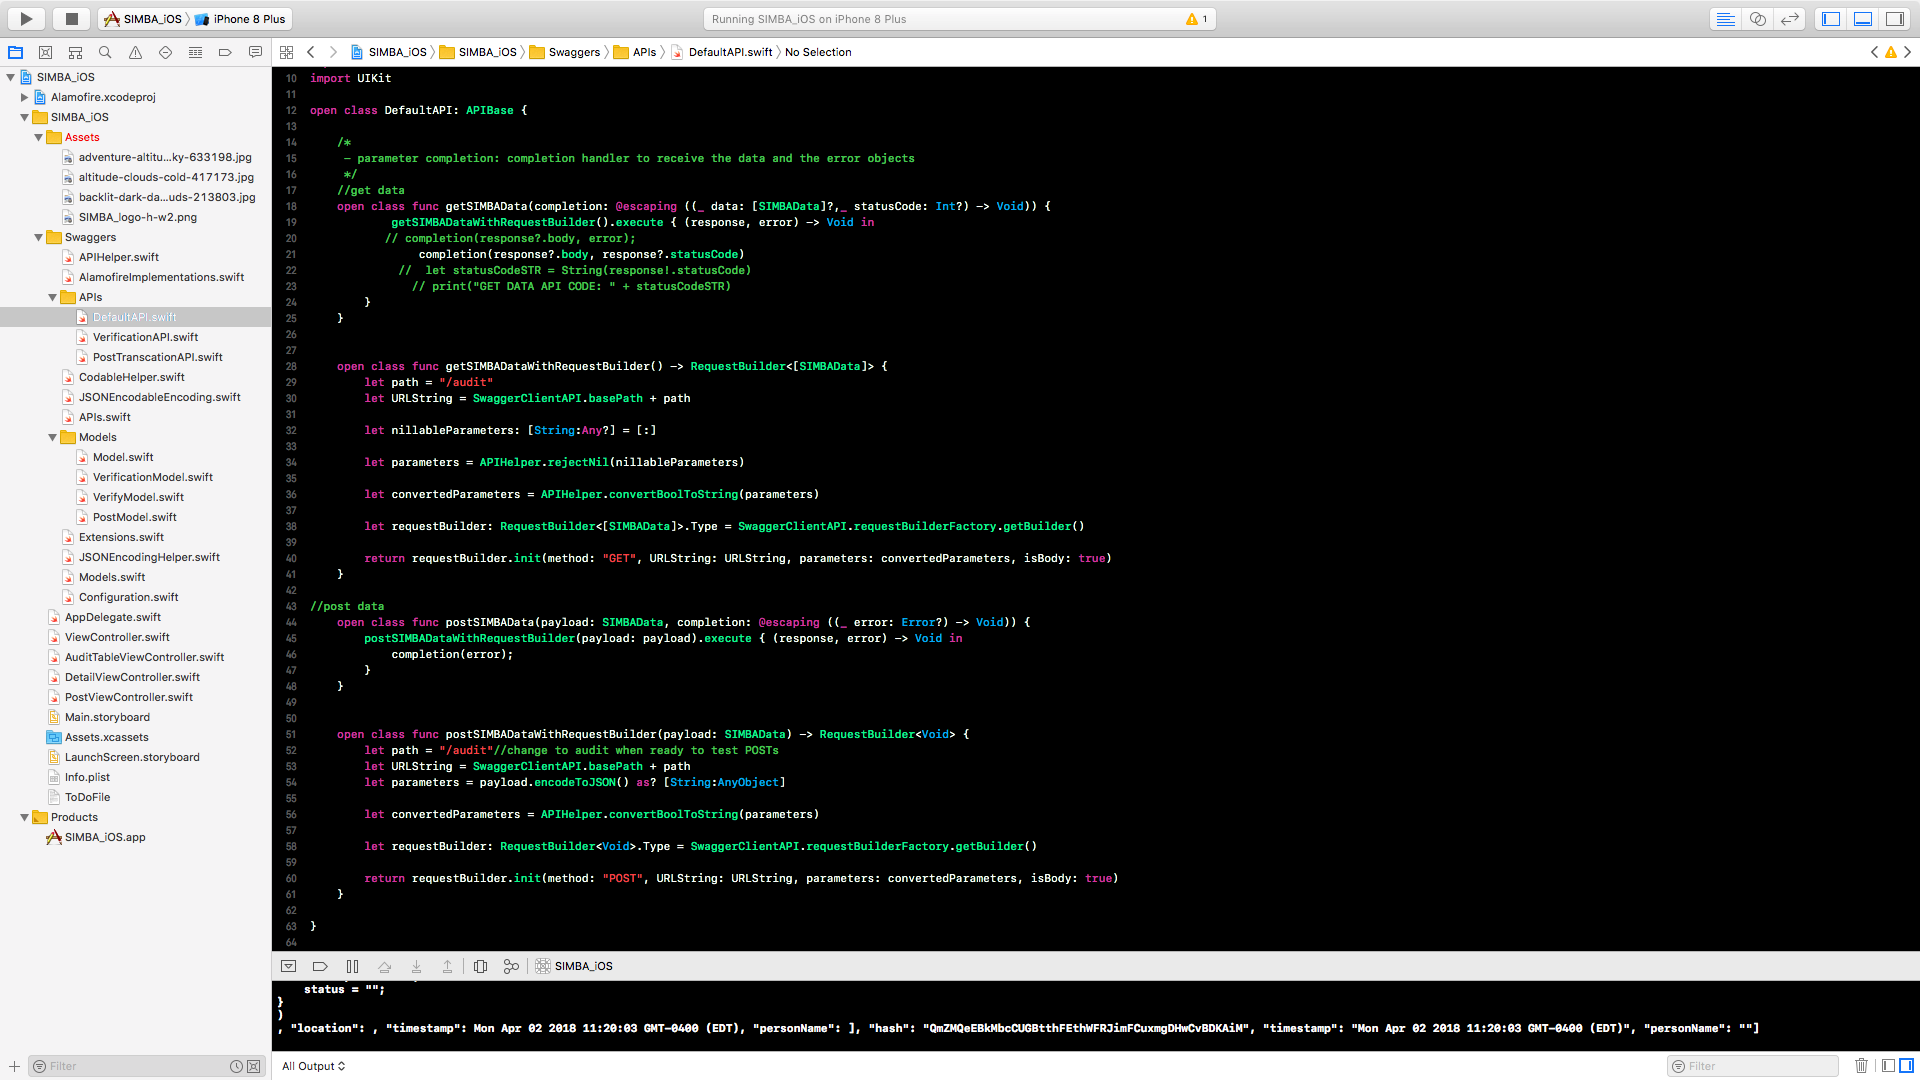 SIMBA_iOS iPhone 8 Plus
Running SIMBA_iOS on iPhone 8 Plus
1
SIMBA_iOS SIMBA_iOS Swaggers APIs DefaultAPI.swift No Selection
SIMBA_iOS
Alamofire.xcodeproj
SIMBA_iOS
Assets
adventure-altitu...ky-633198.jpg
altitude-clouds-cold-417173.jpg
backlit-dark-da...uds-213803.jpg
SIMBA_logo-h-w2.png
Swaggers
APIHelper.swift
AlamofireImplementations.swift
APIs
DefaultAPI.swift
VerificationAPI.swift
PostTranscationAPI.swift
CodableHelper.swift
JSONEncodableEncoding.swift
APIs.swift
Models
Model.swift
VerificationModel.swift
VerifyModel.swift
PostModel.swift
Extensions.swift
JSONEncodingHelper.swift
Models.swift
Configuration.swift
AppDelegate.swift
ViewController.swift
AuditTableViewController.swift
DetailViewController.swift
PostViewController.swift
Main.storyboard
Assets.xcassets
LaunchScreen.storyboard
Info.plist
ToDoFile
Products
SIMBA_iOS.app
Filter
10 import UIKit
11
12 open class DefaultAPI: APIBase {
13
14 /*
15 - parameter completion: completion handler to receive the data and the error objects
16 */
17 //get data
18 open class func getSIMBAData(completion: @escaping ((_ data: [SIMBAData]?,_ statusCode: Int?) -> Void)) {
19 getSIMBADataWithRequestBuilder().execute { (response, error) -> Void in
20 // completion(response?.body, error);
21 completion(response?.body, response?.statusCode)
22 // let statusCodeSTR = String(response!.statusCode)
23 // print("GET DATA API CODE: " + statusCodeSTR)
24 }
25 }
26
27
28 open class func getSIMBADataWithRequestBuilder() -> RequestBuilder<[SIMBAData]> {
29 let path = "/audit"
30 let URLString = SwaggerClientAPI.basePath + path
31
32 let nillableParameters: [String:Any?] = [:]
33
34 let parameters = APIHelper.rejectNil(nillableParameters)
35
36 let convertedParameters = APIHelper.convertBoolToString(parameters)
37
38 let requestBuilder: RequestBuilder<[SIMBAData]>.Type = SwaggerClientAPI.requestBuilderFactory.getBuilder()
39
40 return requestBuilder.init(method: "GET", URLString: URLString, parameters: convertedParameters, isBody: true)
41 }
42
43 //post data
44 open class func postSIMBAData(payload: SIMBAData, completion: @escaping ((_ error: Error?) -> Void)) {
45 postSIMBADataWithRequestBuilder(payload: payload).execute { (response, error) -> Void in
46 completion(error);
47 }
48 }
49
50
51 open class func postSIMBADataWithRequestBuilder(payload: SIMBAData) -> RequestBuilder<Void> {
52 let path = "/audit"//change to audit when ready to test POSTs
53 let URLString = SwaggerClientAPI.basePath + path
54 let parameters = payload.encodeToJSON() as? [String:AnyObject]
55
56 let convertedParameters = APIHelper.convertBoolToString(parameters)
57
58 let requestBuilder: RequestBuilder<Void>.Type = SwaggerClientAPI.requestBuilderFactory.getBuilder()
59
60 return requestBuilder.init(method: "POST", URLString: URLString, parameters: convertedParameters, isBody: true)
61 }
62
63 }
64
SIMBA_iOS
status = "";
}
)
, "location": , "timestamp": Mon Apr 02 2018 11:20:03 GMT-0400 (EDT), "personName": ], "hash": "QmZMQeEBkMbcCUGBtthFEthWFRJimFCuxmgDHwCvBDKAiM", "timestamp": "Mon Apr 02 2018 11:20:03 GMT-0400 (EDT)", "personName": ""]
All Output
Filter